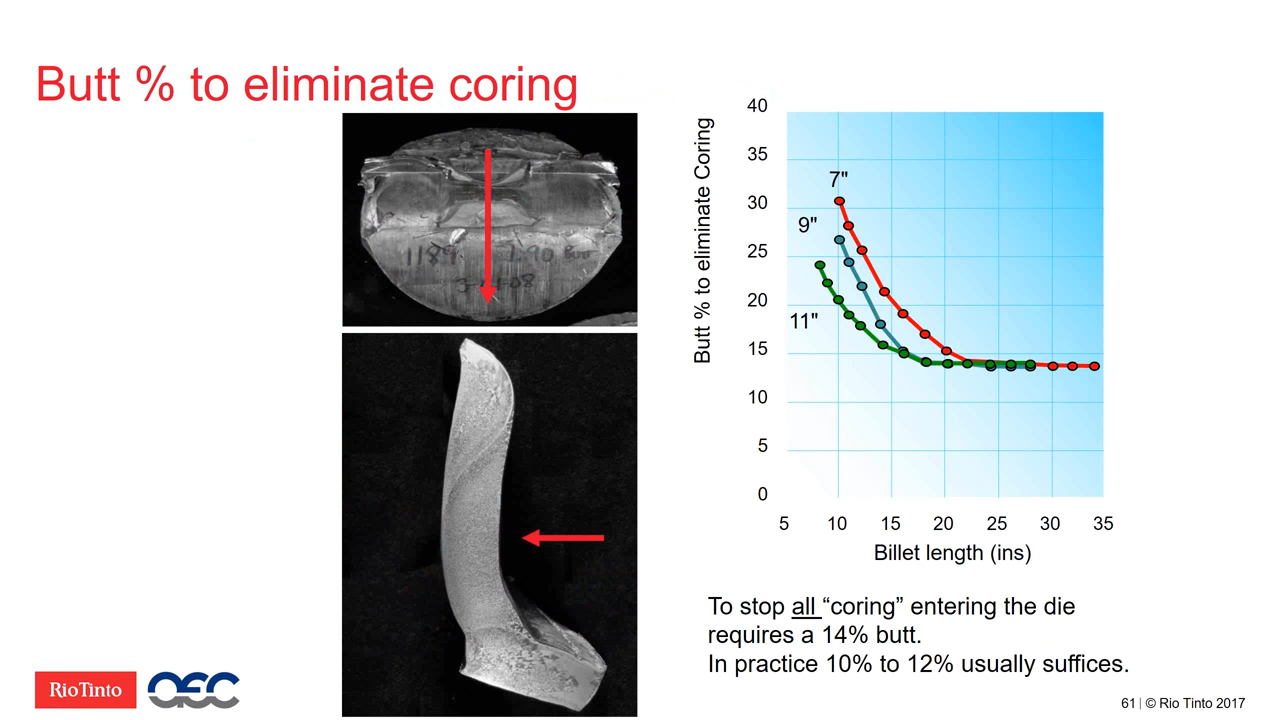 Butt % to eliminate coring
1189
Butt % to eliminate Coring
40
35
30
25
20
15
10
5
0
7"
9"
11"
5 10 15 20 25 30 35
Billet length (ins)
To stop all “coring” entering the die
requires a 14% butt.
In practice 10% to 12% usually suffices.
RioTinto
AEC
61 | © Rio Tinto 2017